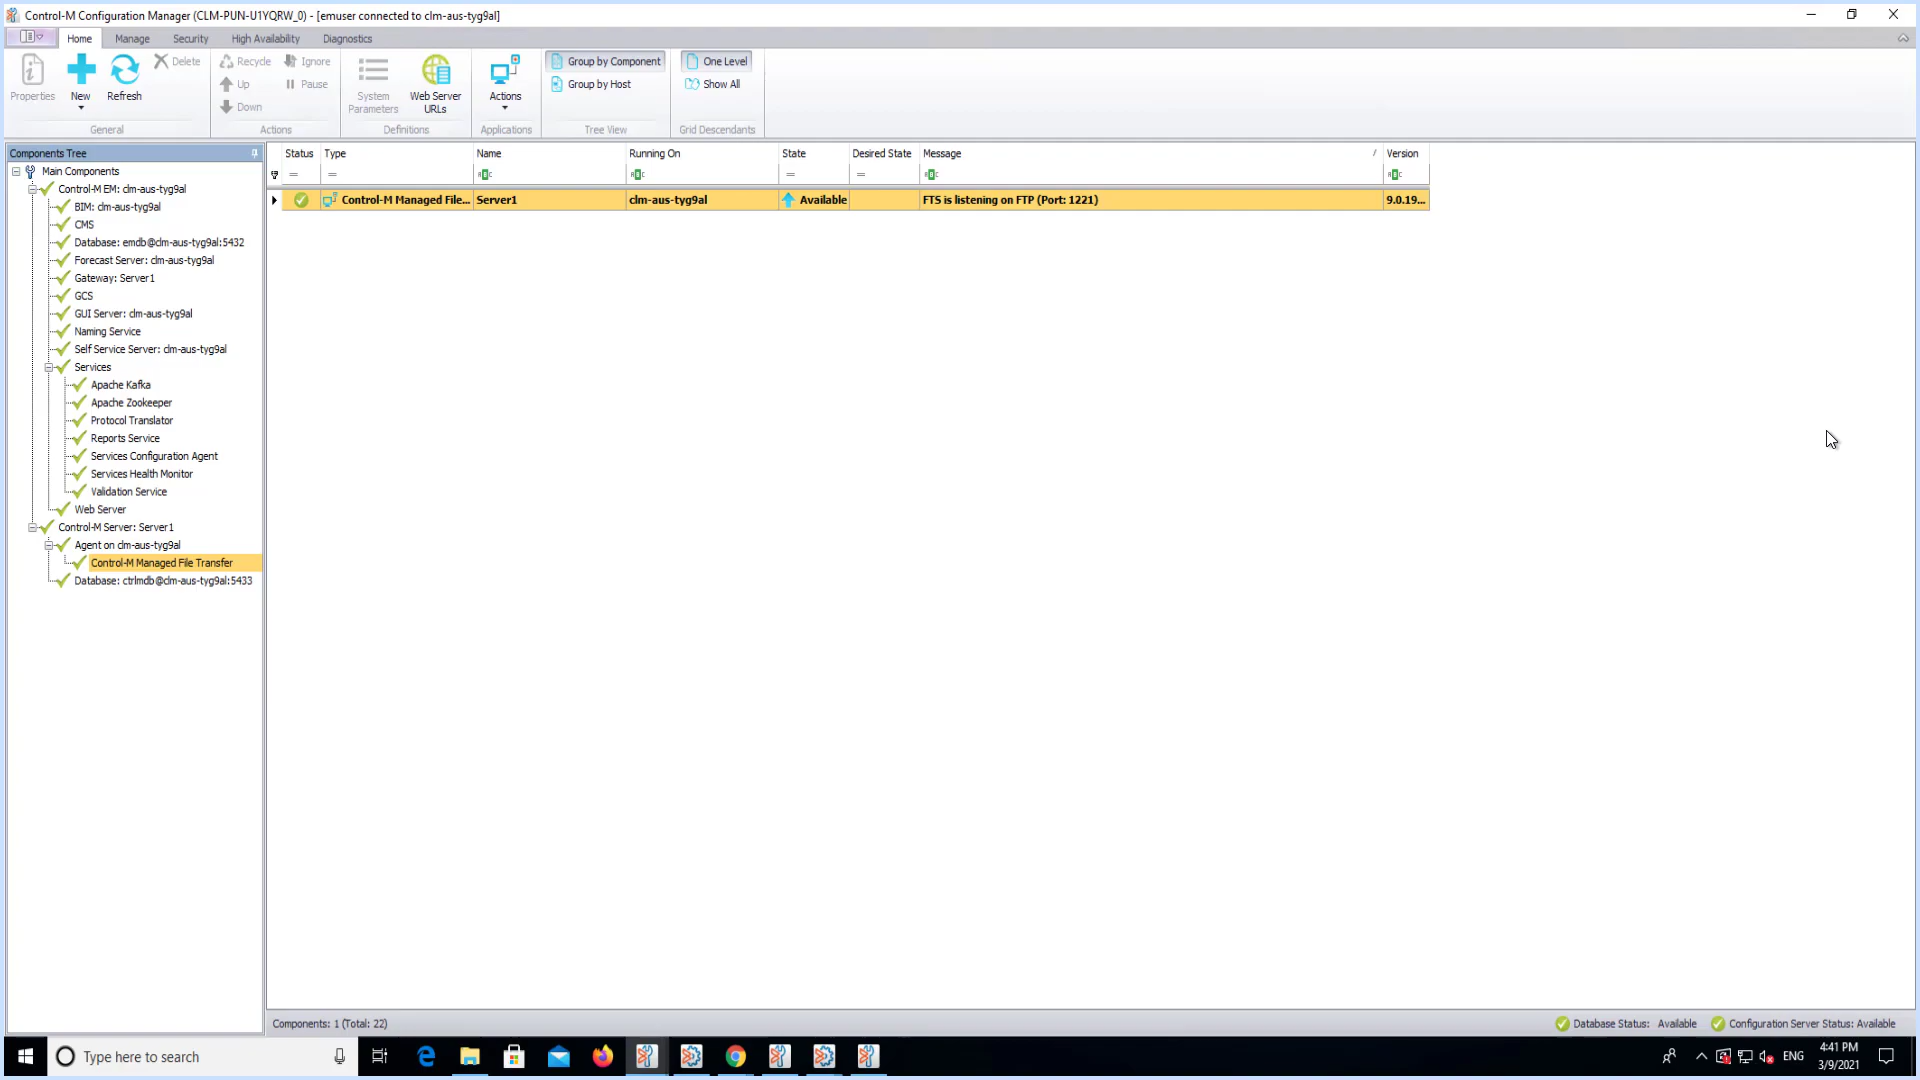 Control-M Configuration Manager (CLM-PUN-U1YQRW_0) - [emuser connected to clm-aus-tyg9al]
Home Manage Security High Availability Diagnostics
Properties New Refresh Delete
General
Recycle Ignore
Up Pause
Down
Actions
System Parameters Web Server URLs
Definitions
Actions
Applications
Group by Component
Group by Host
Tree View
One Level
Show All
Grid Descendants
Components Tree
Main Components
Control-M EM: clm-aus-tyg9al
BIM: clm-aus-tyg9al
CMS
Database: emdb@clm-aus-tyg9al:5432
Forecast Server: clm-aus-tyg9al
Gateway: Server1
GCS
GUI Server: clm-aus-tyg9al
Naming Service
Self Service Server: clm-aus-tyg9al
Services
Apache Kafka
Apache Zookeeper
Protocol Translator
Reports Service
Services Configuration Agent
Services Health Monitor
Validation Service
Web Server
Control-M Server: Server1
Agent on clm-aus-tyg9al
Control-M Managed File Transfer
Database: ctrlmdb@clm-aus-tyg9al:5433
Status Type Name Running On State Desired State Message / Version
Control-M Managed File... Server1 clm-aus-tyg9al Available FTS is listening on FTP (Port: 1221) 9.0.19...
Components: 1 (Total: 22)
Database Status: Available Configuration Server Status: Available
Type here to search
ENG
4:41 PM
3/9/2021